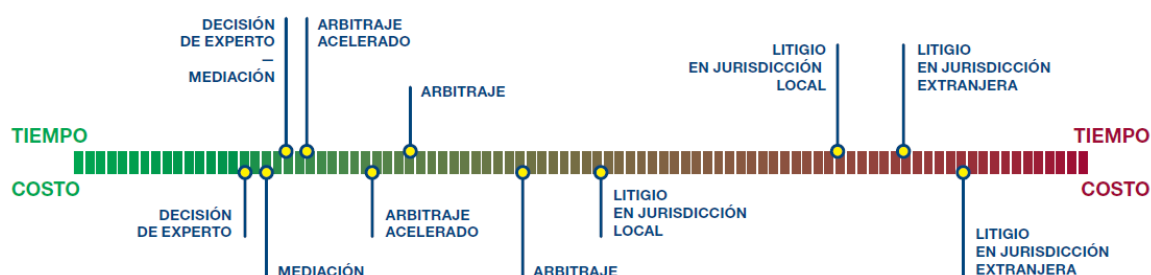 DECISIÓN
DE EXPERTO
—
MEDIACIÓN
ARBITRAJE
ACELERADO
ARBITRAJE
LITIGIO
EN JURISDICCIÓN
LOCAL
LITIGIO
EN JURISDICCIÓN
EXTRANJERA
TIEMPO
TIEMPO
COSTO
COSTO
DECISIÓN
DE EXPERTO
MEDIACIÓN
ARBITRAJE
ACELERADO
ARBITRAJE
LITIGIO
EN JURISDICCIÓN
LOCAL
LITIGIO
EN JURISDICCIÓN
EXTRANJERA